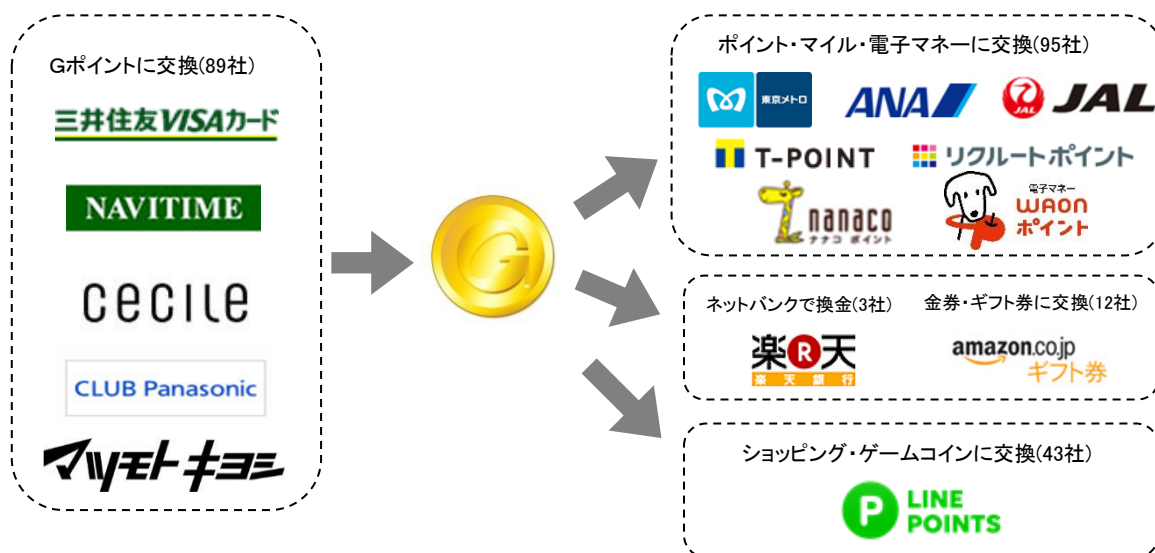 Gポイントに交換(89社)
三井住友VISAカード
NAVITIME
cecile
CLUB Panasonic
マツモトキヨシ
G
ポイント・マイル・電子マネーに交換(95社)
東京メトロ
ANA
JAL
JAL
T-POINT
リクルートポイント
nanaco
ナナコ ポイント
電子マネー
WAON
ポイント
ネットバンクで換金(3社)
楽R天
楽天銀行
金券・ギフト券に交換(12社)
amazon.co.jp
ギフト券
ショッピング・ゲームコインに交換(43社)
P
LINE
POINTS